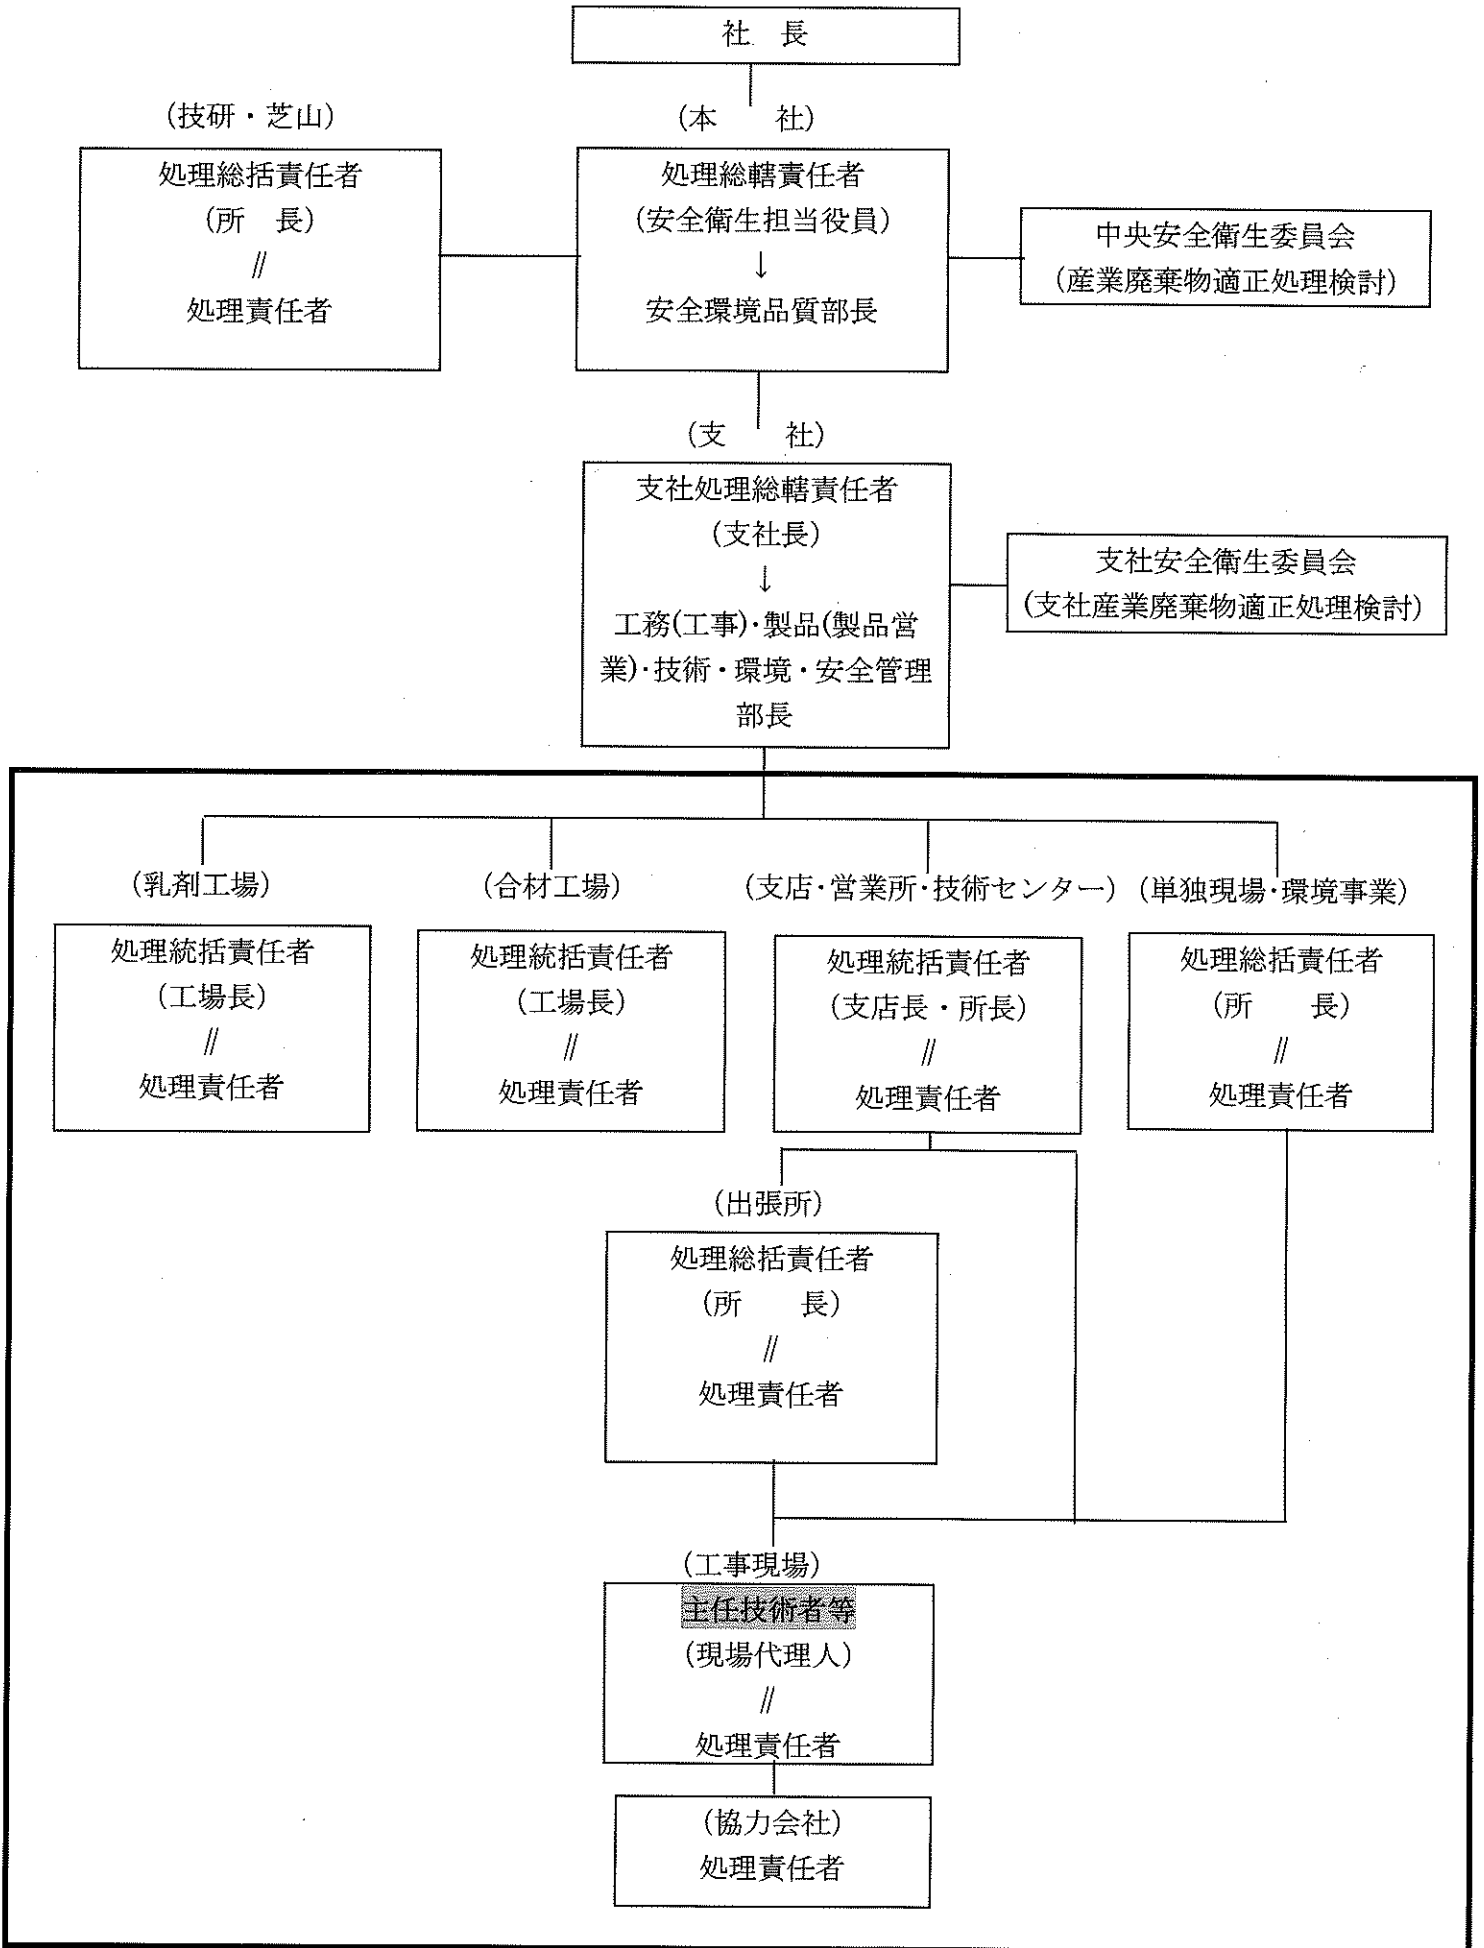 社　長
(技研・芝山)
(本　　社)
処理総括責任者
(所　長)
〃
処理責任者
処理総轄責任者
(安全衛生担当役員)
↓
安全環境品質部長
中央安全衛生委員会
(産業廃棄物適正処理検討)
(支　　社)
支社処理総轄責任者
(支社長)
↓
工務(工事)・製品(製品営
業)・技術・環境・安全管理
部長
支社安全衛生委員会
(支社産業廃棄物適正処理検討)
(乳剤工場)
処理統括責任者
(工場長)
〃
処理責任者
(合材工場)
処理統括責任者
(工場長)
〃
処理責任者
(支店・営業所・技術センター)
処理統括責任者
(支店長・所長)
〃
処理責任者
(単独現場・環境事業)
処理総括責任者
(所　　長)
〃
処理責任者
(出張所)
処理総括責任者
(所　　長)
〃
処理責任者
(工事現場)
主任技術者等
(現場代理人)
〃
処理責任者
(協力会社)
処理責任者